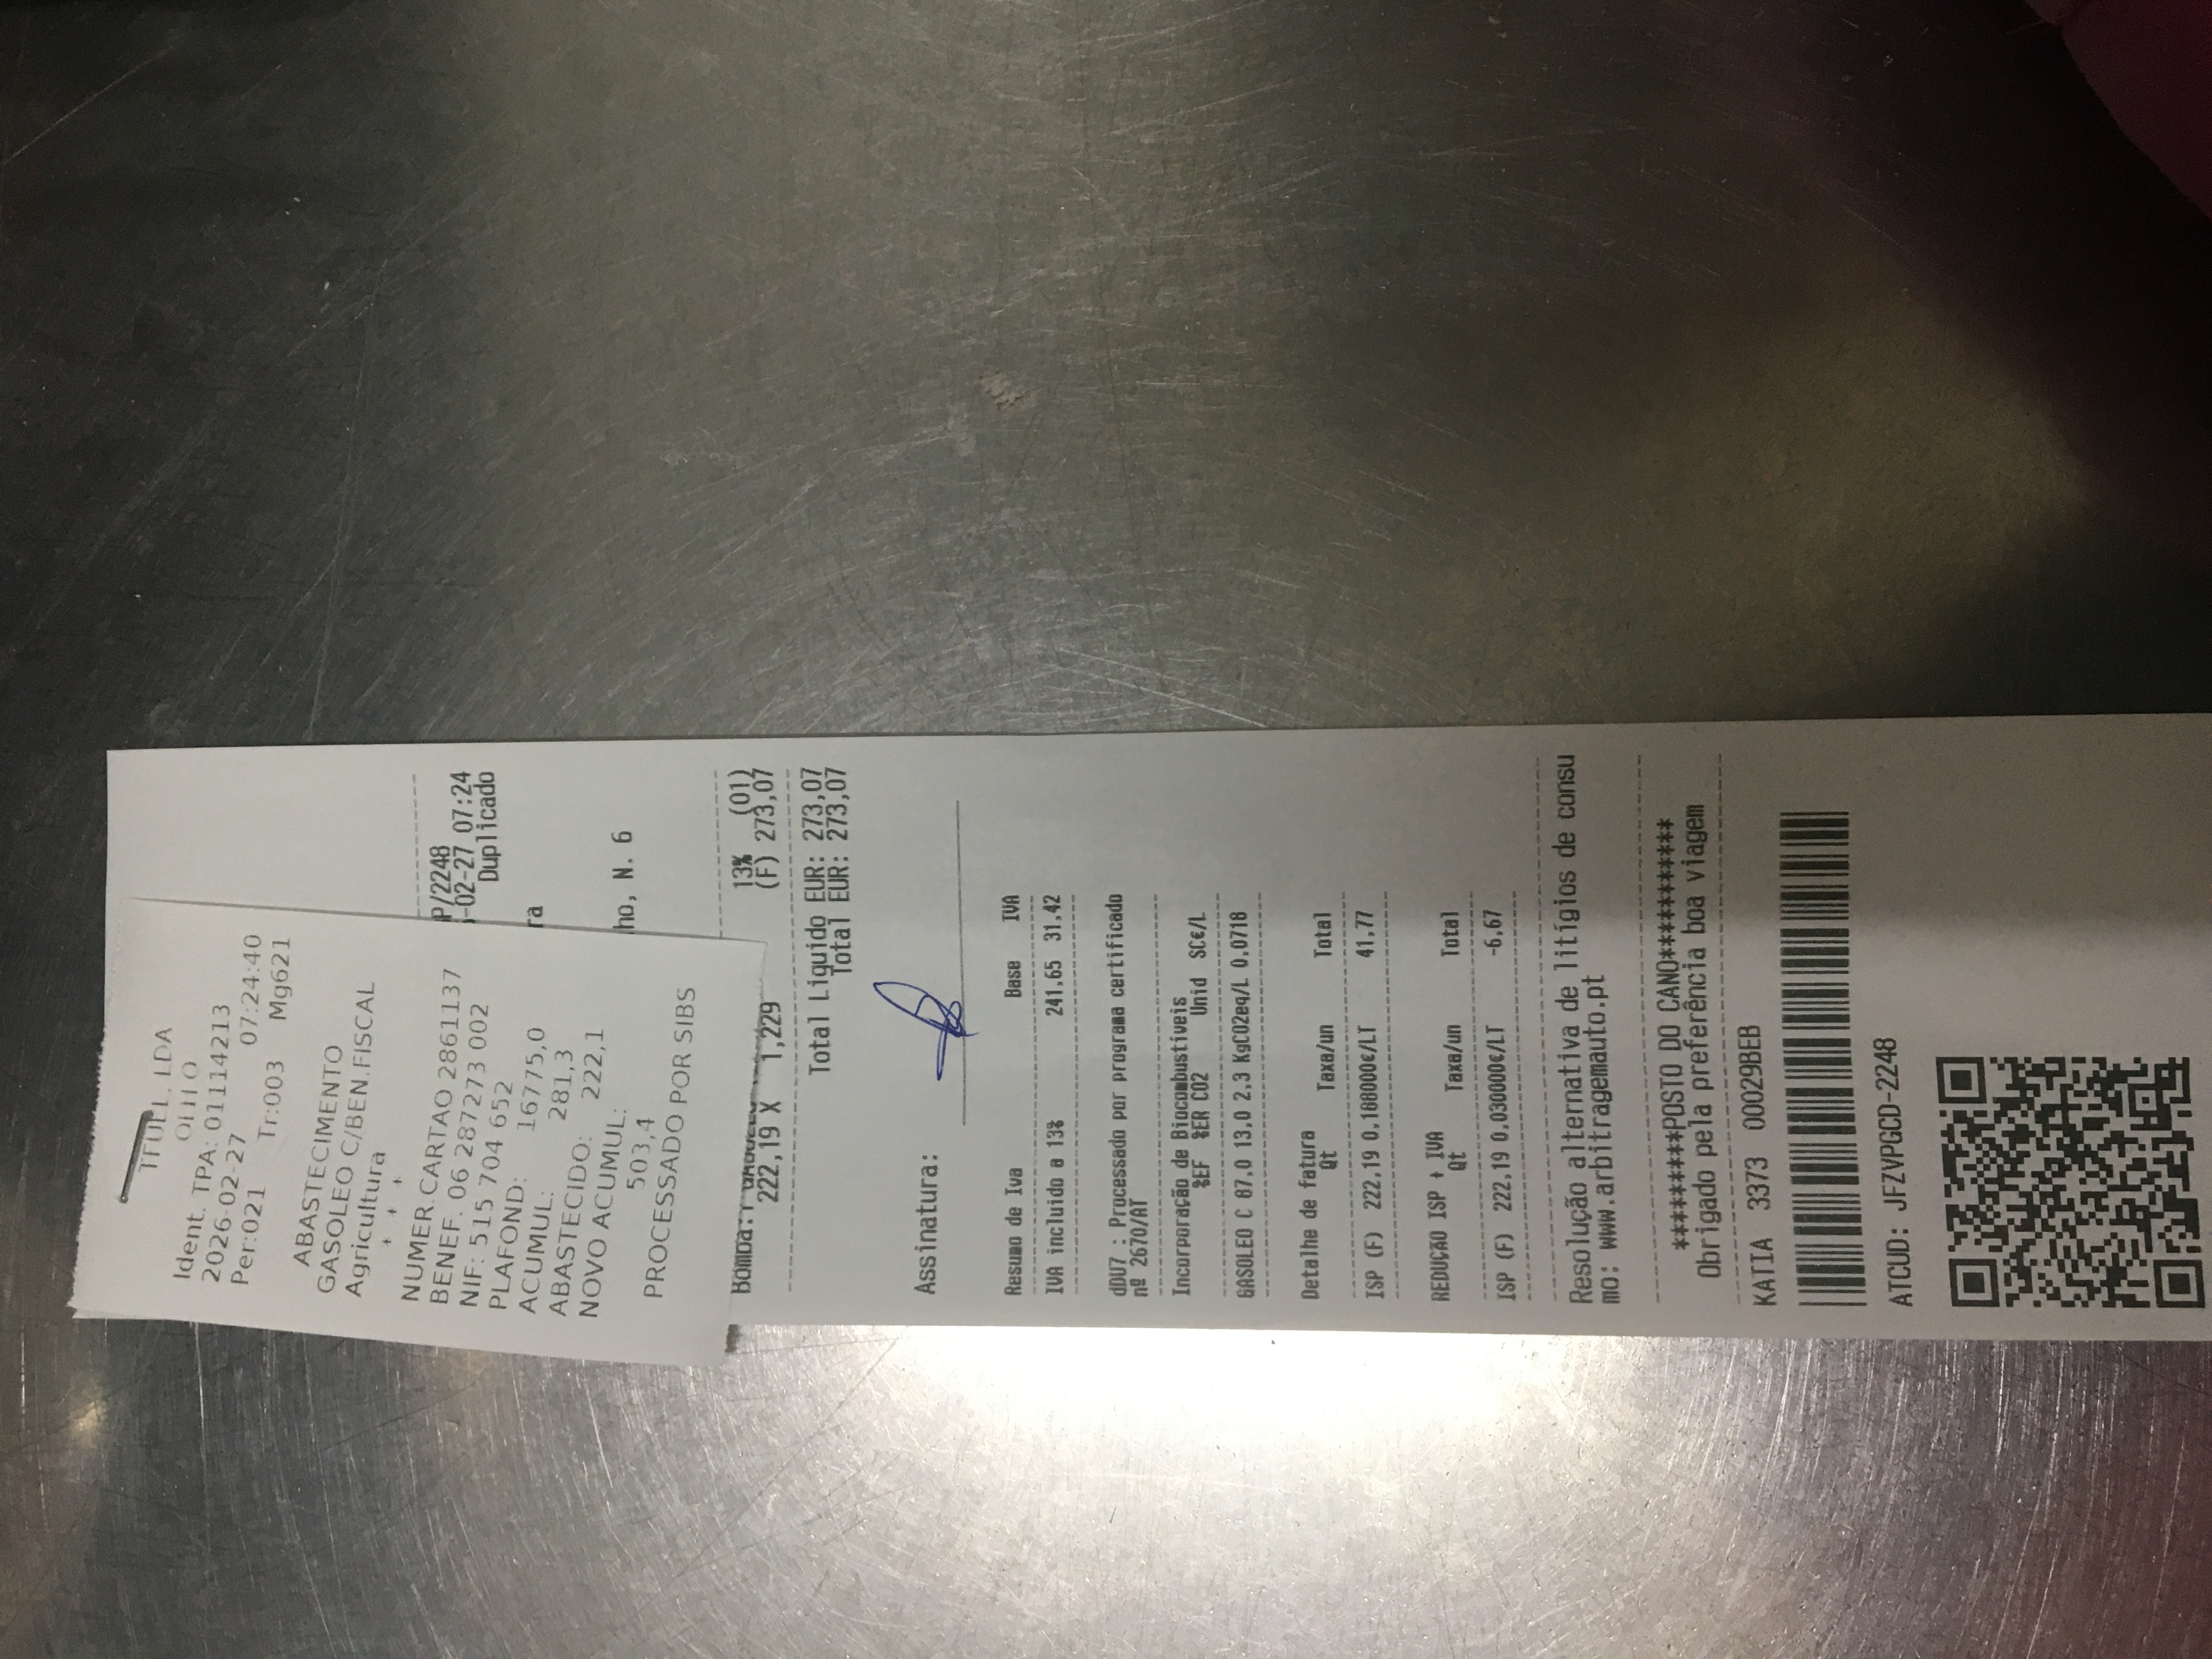 TFUEL, LDA
Ident. TPA: 011114213
2026-02-27 07:24:40
Per:021 Tr:003 Mg621
ABASTECIMENTO
GASOLEO C/BEN.FISCAL
Agricultura
+ + +
NUMER.CARTAO 2861137
BENEF. 06 287273 002
NIF: 515 704 652
PLAFOND: 16775,0
ACUMUL: 281,3
ABASTECIDO: 222,1
NOVO ACUMUL:
503,4
PROCESSADO POR SIBS
P/2248
-02-27 07:24
Duplicado
ra
ho, N. 6
13% (01)
222,19 X 1,229 (F) 273,07
Total Liquido EUR: 273,07
Total EUR: 273,07
Assinatura:
Resumo de Iva Base IVA
IVA incluido a 13% 241.65 31.42
dDU7 : Processado por programa certificado
nº 2670/AT
Incorporação de Biocombustiveis
%EF %ER CO2 Unid SC€/L
GASOLEO C 87.0 13.0 2.3 KgCO2eq/L 0.0718
Detalhe de fatura
Qt Taxa/un Total
ISP (F) 222,19 0,188000€/LT 41,77
REDUÇÃO ISP + IVA
Qt Taxa/un Total
ISP (F) 222,19 0,030000€/LT -6,67
Resolução alternativa de litígios de consu
mo: www.arbitragemauto.pt
*********POSTO DO CANO***********
Obrigado pela preferência boa viagem
KATIA 3373 00029BEB
ATCUD: JFZVPGCD-2248